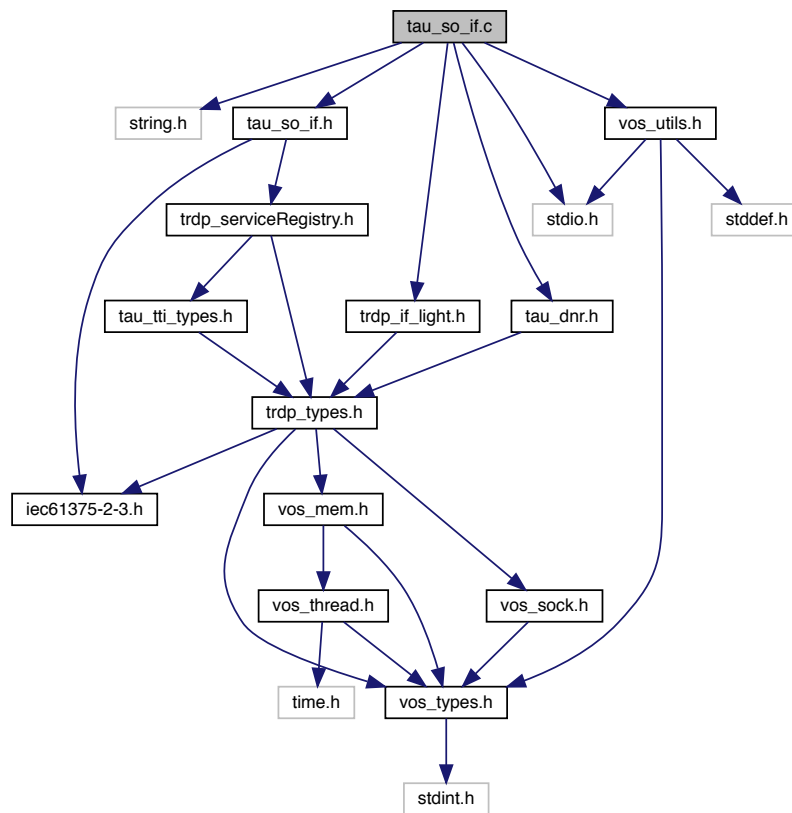 tau_so_if.c
string.h
tau_so_if.h
vos_utils.h
trdp_serviceRegistry.h
stdio.h
stddef.h
tau_tti_types.h
trdp_if_light.h
tau_dnr.h
trdp_types.h
iec61375-2-3.h
vos_mem.h
vos_thread.h
vos_sock.h
time.h
vos_types.h
stdint.h